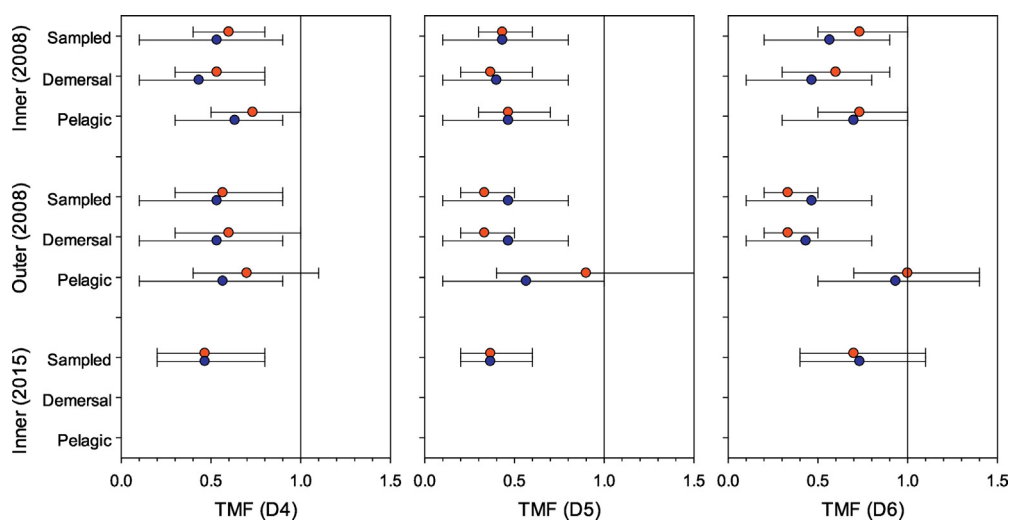 Inner (2008)
Sampled
Demersal
Pelagic
Outer (2008)
Sampled
Demersal
Pelagic
Inner (2015)
Sampled
Demersal
Pelagic
0.0 0.5 1.0 1.5
TMF (D4)
0.0 0.5 1.0 1.5
TMF (D5)
0.0 0.5 1.0 1.5
TMF (D6)